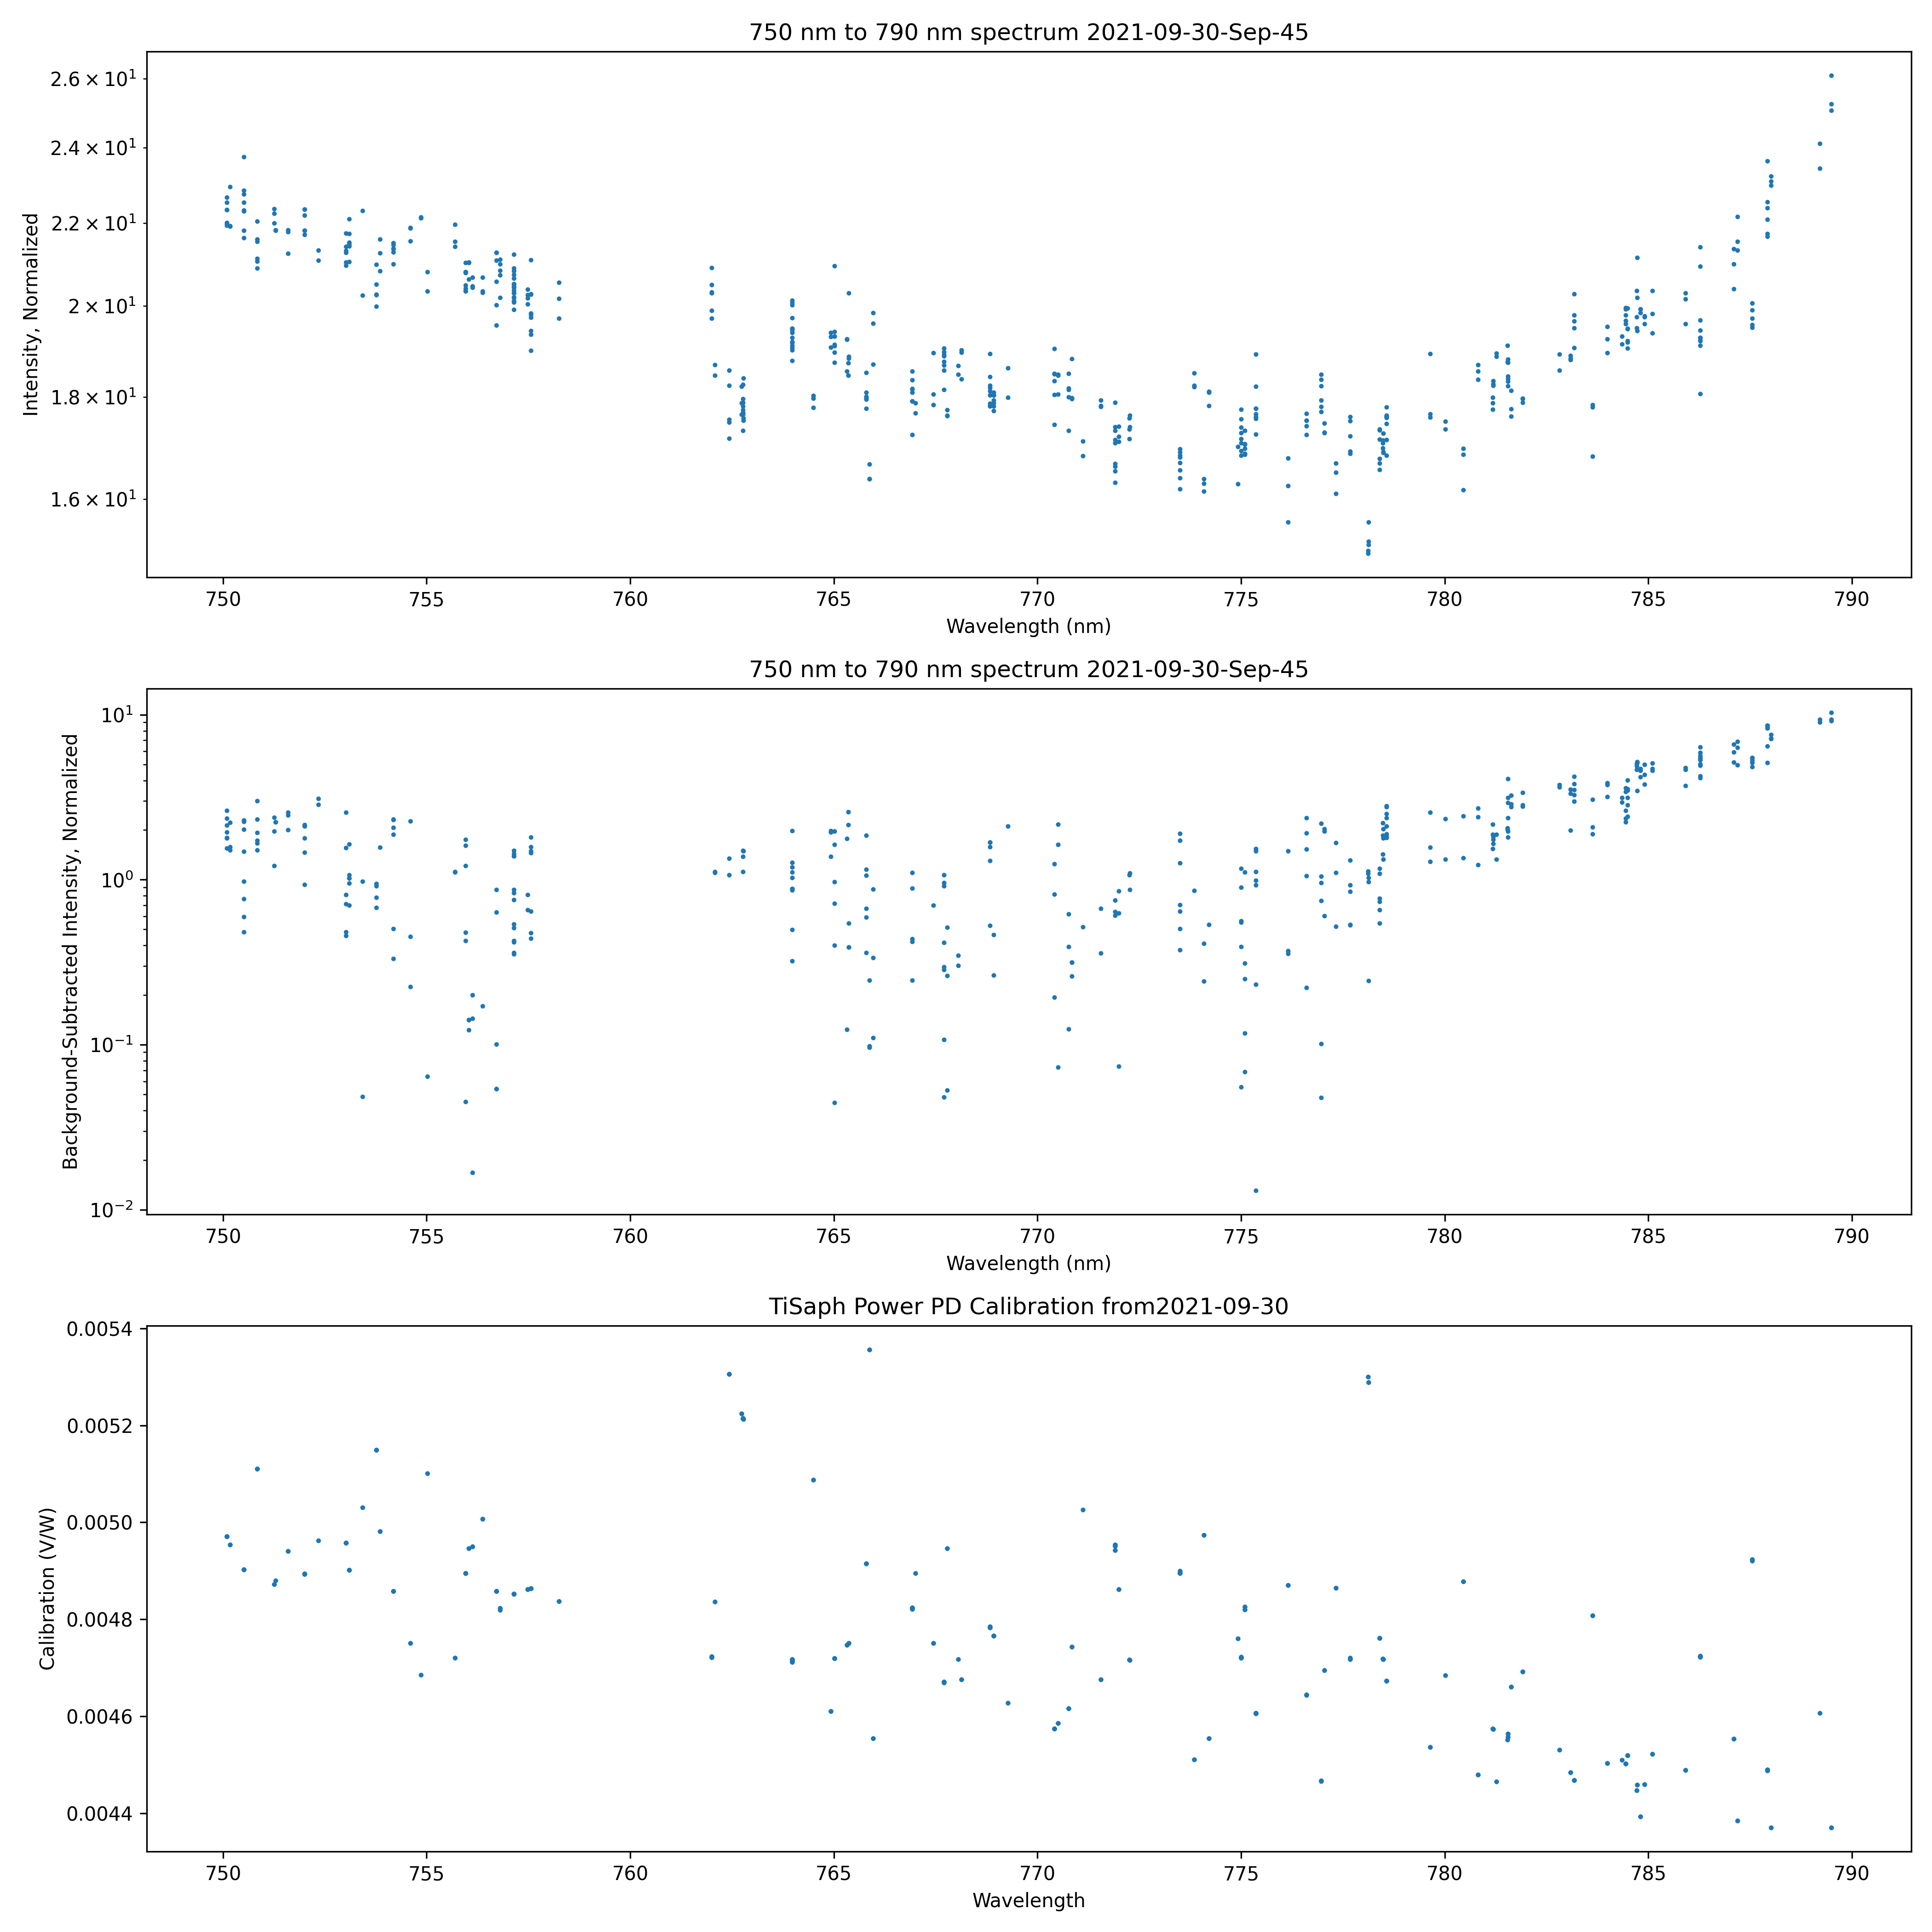 750 nm to 790 nm spectrum 2021-09-30-Sep-45
Intensity, Normalized
2.6 × 10¹
2.4 × 10¹
2.2 × 10¹
2 × 10¹
1.8 × 10¹
1.6 × 10¹
750 755 760 765 770 775 780 785 790
Wavelength (nm)
750 nm to 790 nm spectrum 2021-09-30-Sep-45
Background-Subtracted Intensity, Normalized
10¹
10⁰
10⁻¹
10⁻²
750 755 760 765 770 775 780 785 790
Wavelength (nm)
TiSaph Power PD Calibration from2021-09-30
Calibration (V/W)
0.0054
0.0052
0.0050
0.0048
0.0046
0.0044
750 755 760 765 770 775 780 785 790
Wavelength